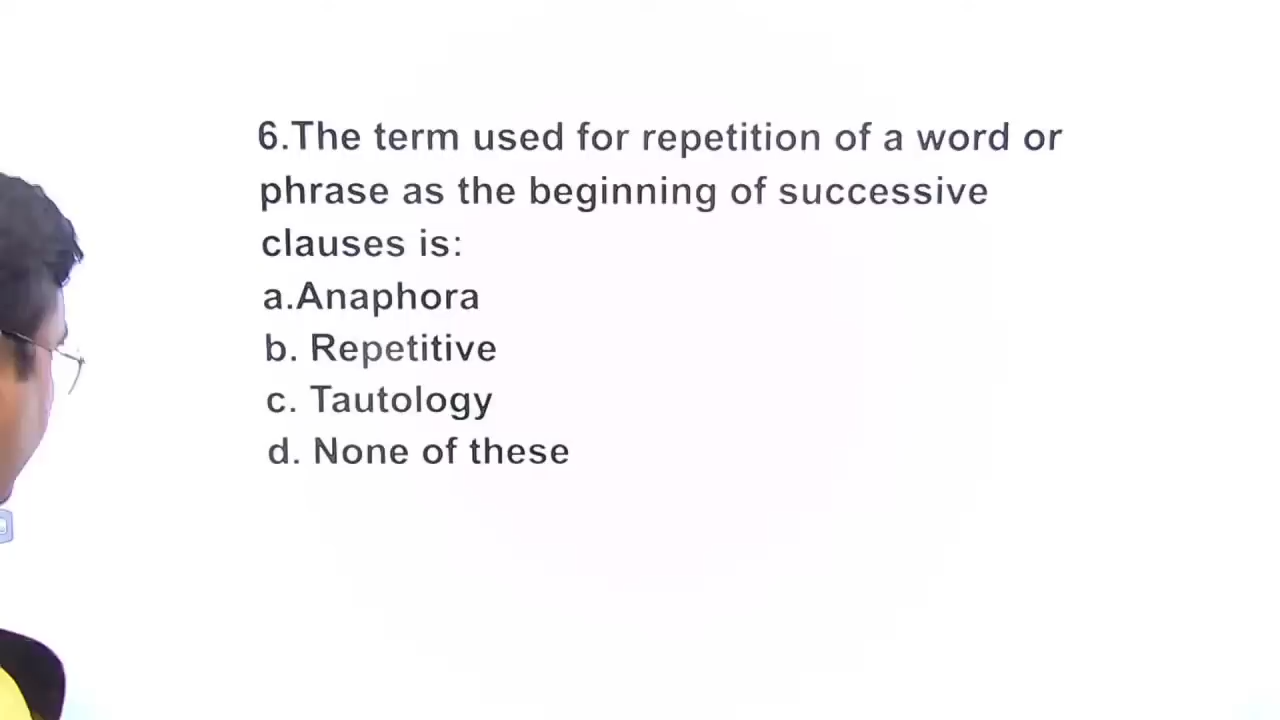 6.The term used for repetition of a word or
phrase as the beginning of successive
clauses is:
a.Anaphora
b. Repetitive
c. Tautology
d. None of these